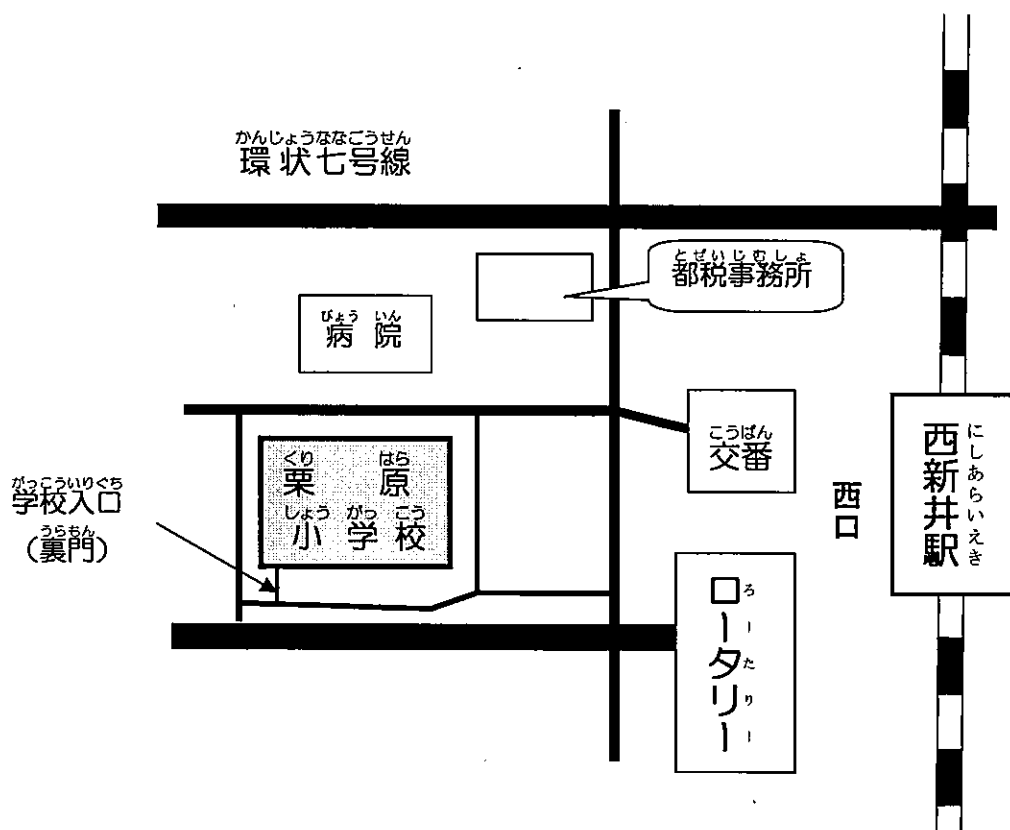 かんじょうななごうせん
環状七号線
とぜいじむしょ
都税事務所
びょういん
病院
こうばん
交番
にしあらいえき
西新井駅
くりはら
栗原
しょうがっこう
小学校
がっこういりぐち
学校入口
うらもん
（裏門）
西口
ろーたりー
ロータリー